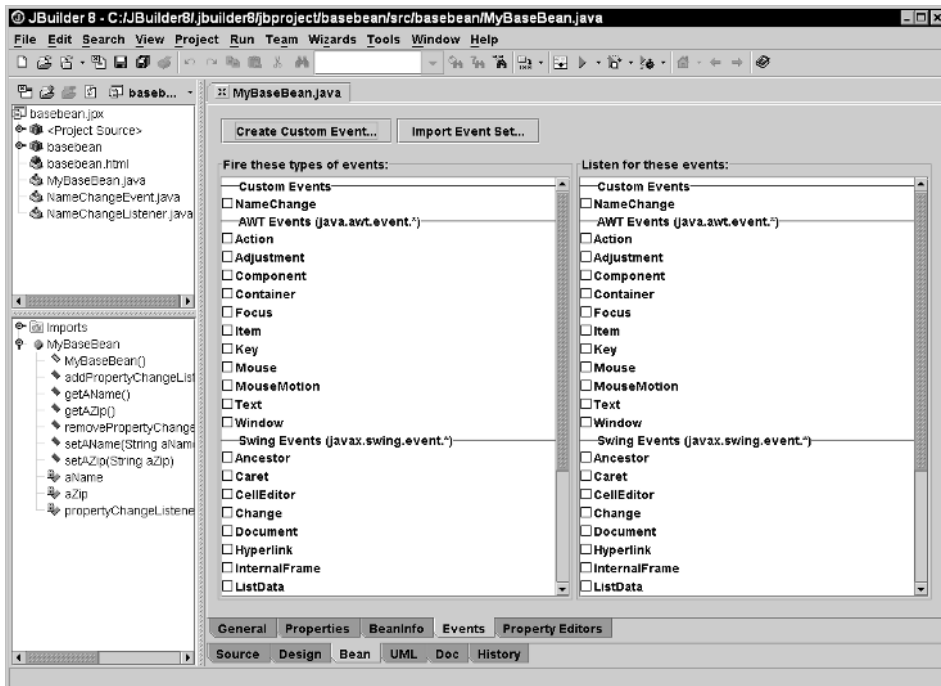 JBuilder 8 - C:/JBuilder8/.jbuilder8/jbproject/basebean/src/basebean/MyBaseBean.java
File Edit Search View Project Run Team Wizards Tools Window Help
baseb...
MyBaseBean.java
basebean.jpx
<Project Source>
basebean
basebean.html
MyBaseBean.java
NameChangeEvent.java
NameChangeListener.java
Imports
MyBaseBean
MyBaseBean()
addPropertyChangeList
getAName()
getAZip()
removePropertyChange
setAName(String aNam
setAZip(String aZip)
aName
aZip
propertyChangeListene
Create Custom Event... Import Event Set...
Fire these types of events:
Custom Events
NameChange
AWT Events (java.awt.event.*)
Action
Adjustment
Component
Container
Focus
Item
Key
Mouse
MouseMotion
Text
Window
Swing Events (javax.swing.event.*)
Ancestor
Caret
CellEditor
Change
Document
Hyperlink
InternalFrame
ListData
Listen for these events:
Custom Events
NameChange
AWT Events (java.awt.event.*)
Action
Adjustment
Component
Container
Focus
Item
Key
Mouse
MouseMotion
Text
Window
Swing Events (javax.swing.event.*)
Ancestor
Caret
CellEditor
Change
Document
Hyperlink
InternalFrame
ListData
General Properties BeanInfo Events Property Editors
Source Design Bean UML Doc History